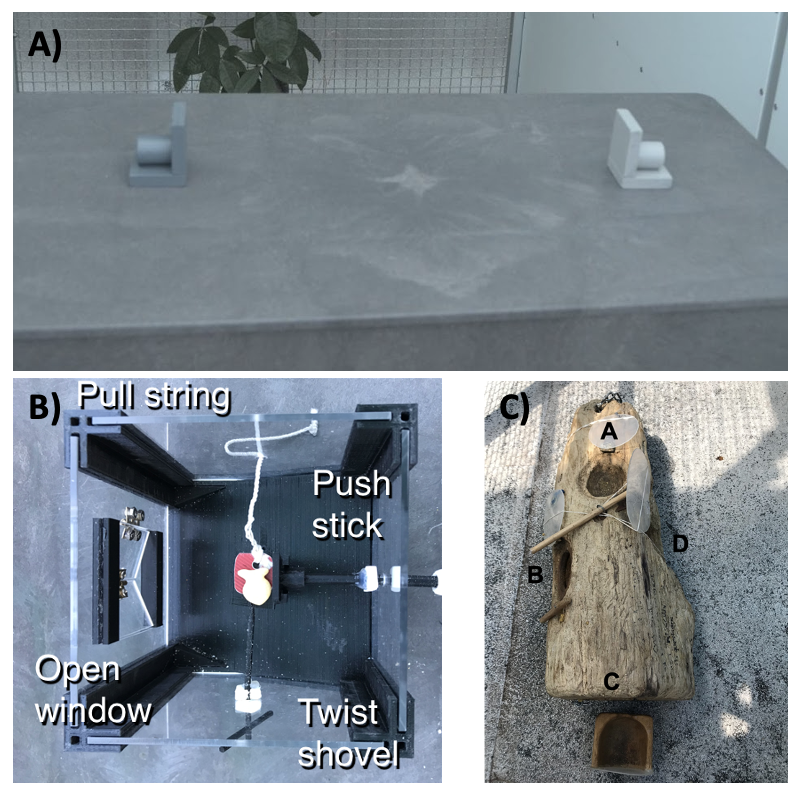 A)
B)
Pull string
Push
stick
Open
window
Twist
shovel
C)
A
B
D
C